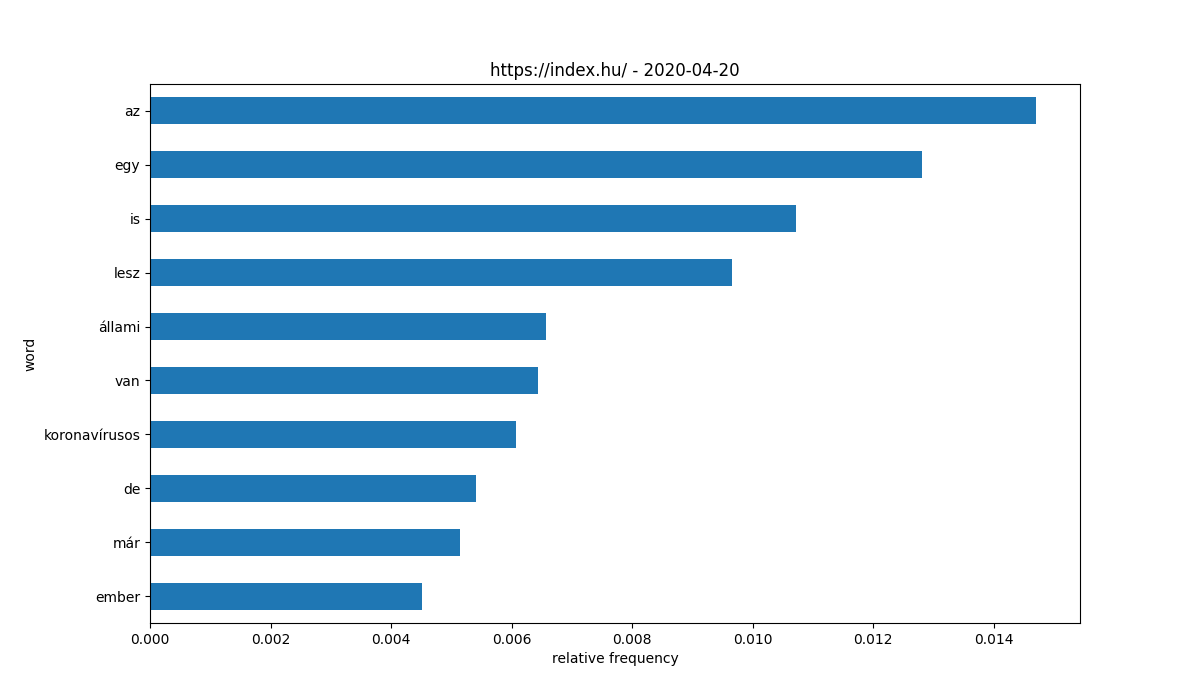 https://index.hu/ - 2020-04-20
az
egy
is
lesz
állami
van
koronavírusos
de
már
ember
word
0.000 0.002 0.004 0.006 0.008 0.010 0.012 0.014
relative frequency